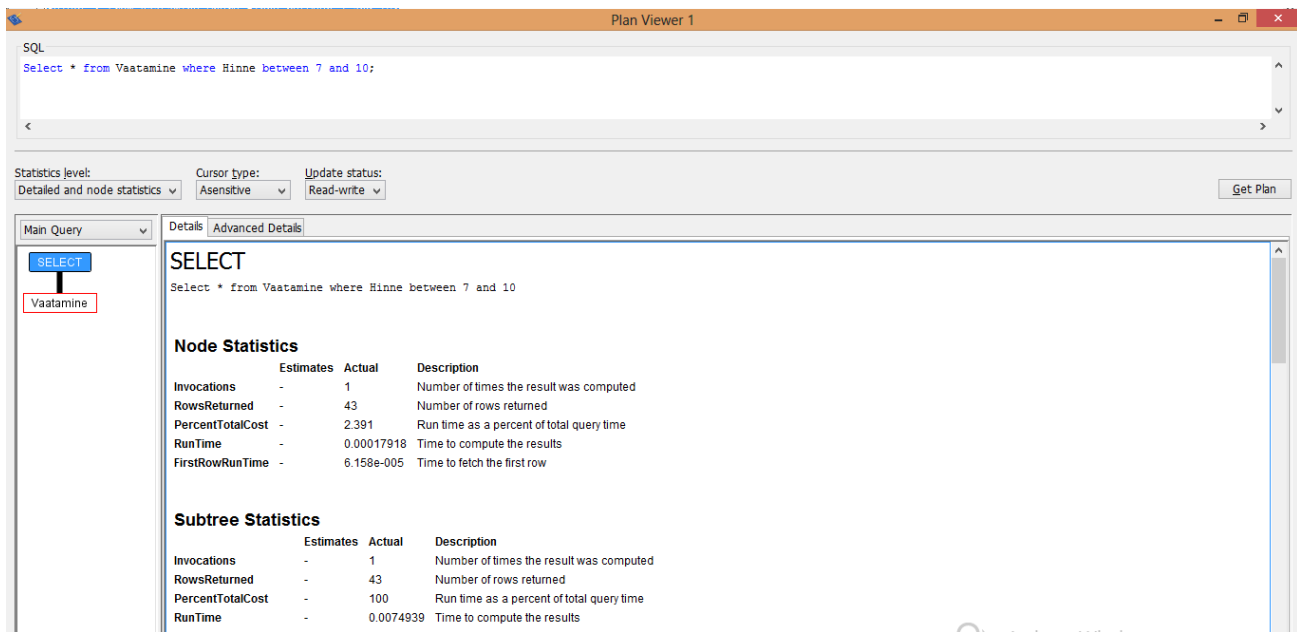 Plan Viewer 1
SQL
Select * from Vaatamine where Hinne between 7 and 10;
Statistics level: Cursor type: Update status:
Detailed and node statistics Asensitive Read-write Get Plan
Main Query Details Advanced Details
SELECT
Vaatamine
SELECT
Select * from Vaatamine where Hinne between 7 and 10
Node Statistics
Estimates Actual Description
Invocations - 1 Number of times the result was computed
RowsReturned - 43 Number of rows returned
PercentTotalCost - 2.391 Run time as a percent of total query time
RunTime - 0.00017918 Time to compute the results
FirstRowRunTime - 6.158e-005 Time to fetch the first row
Subtree Statistics
Estimates Actual Description
Invocations - 1 Number of times the result was computed
RowsReturned - 43 Number of rows returned
PercentTotalCost - 100 Run time as a percent of total query time
RunTime - 0.0074939 Time to compute the results